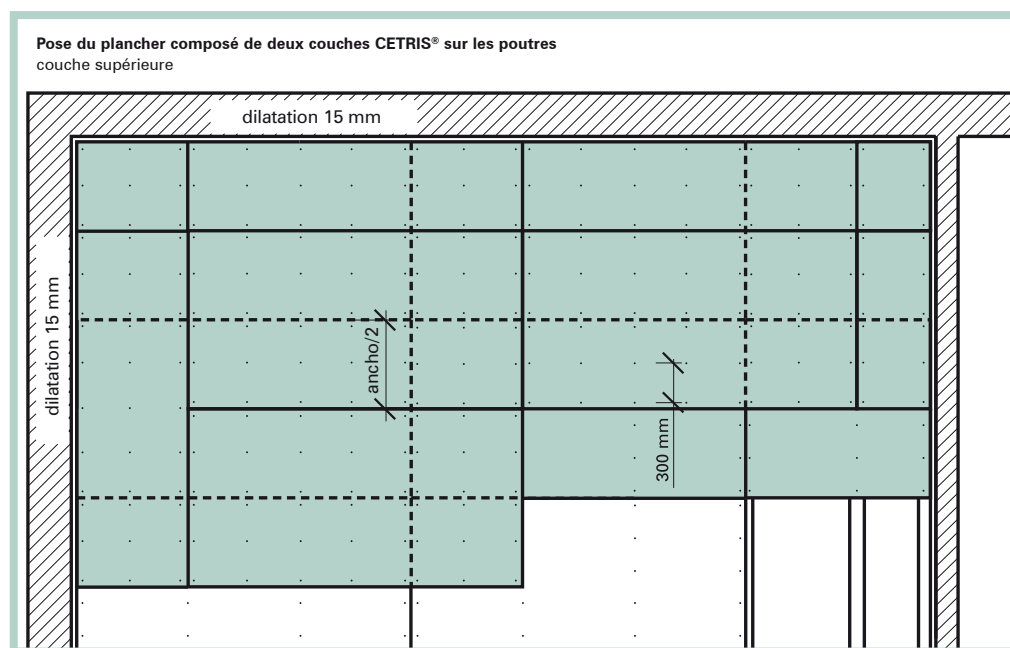 Pose du plancher composé de deux couches CETRIS® sur les poutres
couche supérieure
dilatation 15 mm
dilatation 15 mm
ancho/2
300 mm